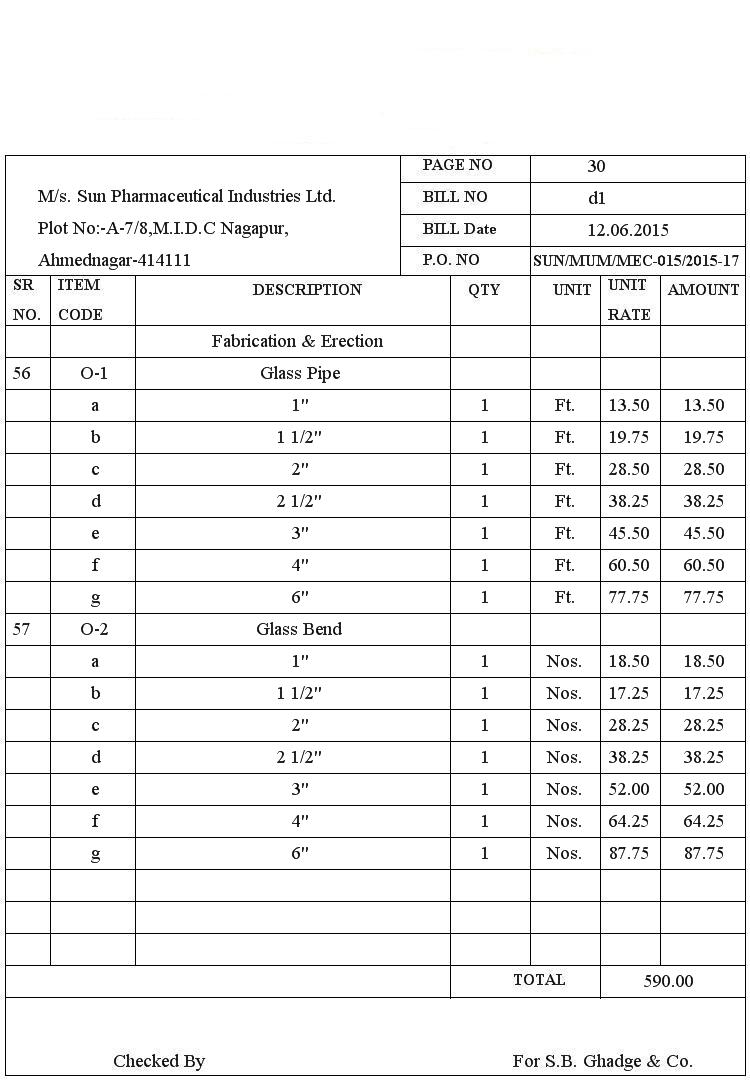 PAGE NO 30
M/s. Sun Pharmaceutical Industries Ltd. BILL NO d1
Plot No:-A-7/8,M.I.D.C Nagapur, BILL Date 12.06.2015
Ahmednagar-414111 P.O. NO SUN/MUM/MEC-015/2015-17
SR NO. ITEM CODE DESCRIPTION QTY UNIT UNIT RATE AMOUNT
Fabrication & Erection
56 O-1 Glass Pipe
a 1" 1 Ft. 13.50 13.50
b 1 1/2" 1 Ft. 19.75 19.75
c 2" 1 Ft. 28.50 28.50
d 2 1/2" 1 Ft. 38.25 38.25
e 3" 1 Ft. 45.50 45.50
f 4" 1 Ft. 60.50 60.50
g 6" 1 Ft. 77.75 77.75
57 O-2 Glass Bend
a 1" 1 Nos. 18.50 18.50
b 1 1/2" 1 Nos. 17.25 17.25
c 2" 1 Nos. 28.25 28.25
d 2 1/2" 1 Nos. 38.25 38.25
e 3" 1 Nos. 52.00 52.00
f 4" 1 Nos. 64.25 64.25
g 6" 1 Nos. 87.75 87.75
TOTAL 590.00
Checked By For S.B. Ghadge & Co.